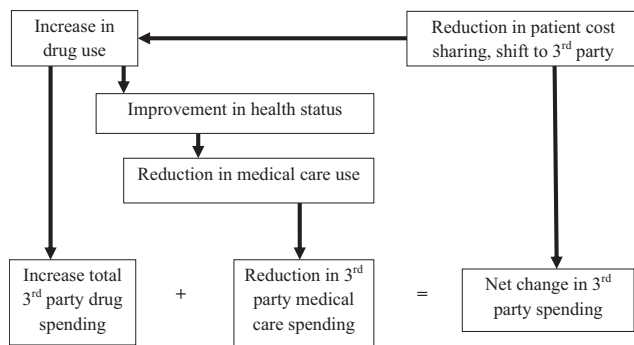 Increase in
drug use
Reduction in patient cost
sharing, shift to 3rd party
Improvement in health status
Reduction in medical care use
Increase total
3rd party drug
spending
+
Reduction in 3rd
party medical
care spending
=
Net change in 3rd
party spending